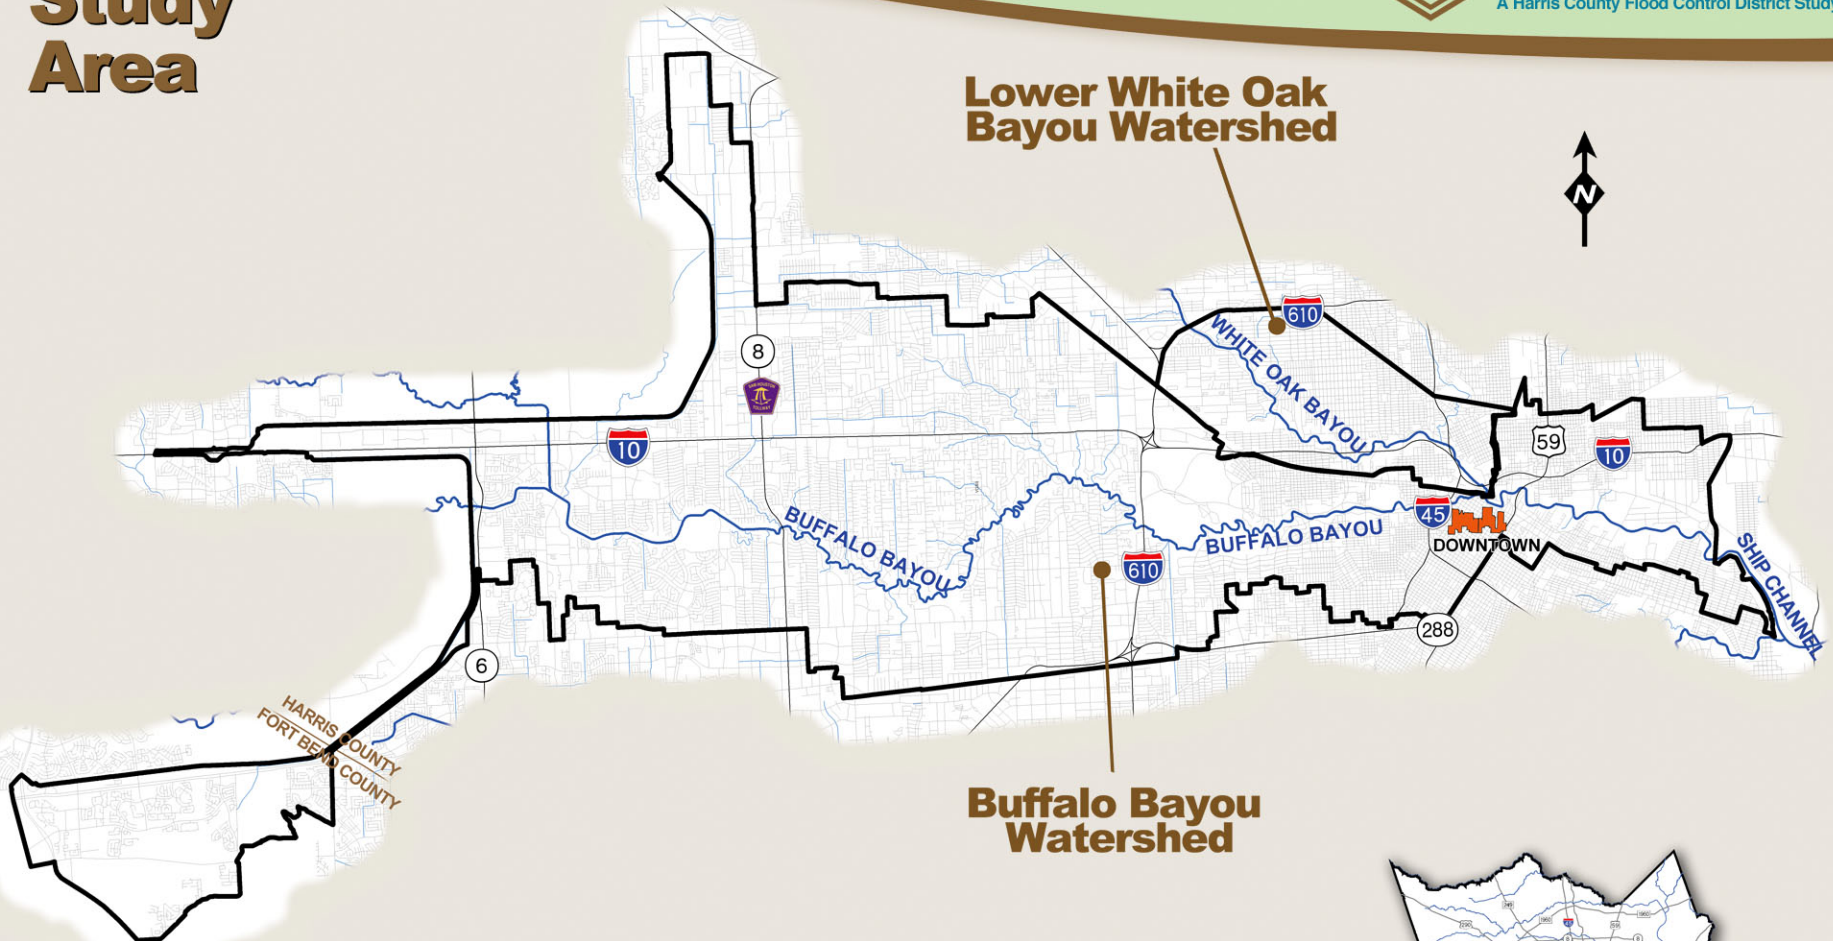 Study
Area
A Harris County Flood Control District Study
Lower White Oak
Bayou Watershed
N
610
WHITE OAK BAYOU
8
10
59
10
BUFFALO BAYOU
BUFFALO BAYOU
45
DOWNTOWN
610
SHIP CHANNEL
288
6
HARRIS COUNTY
FORT BEND COUNTY
Buffalo Bayou
Watershed